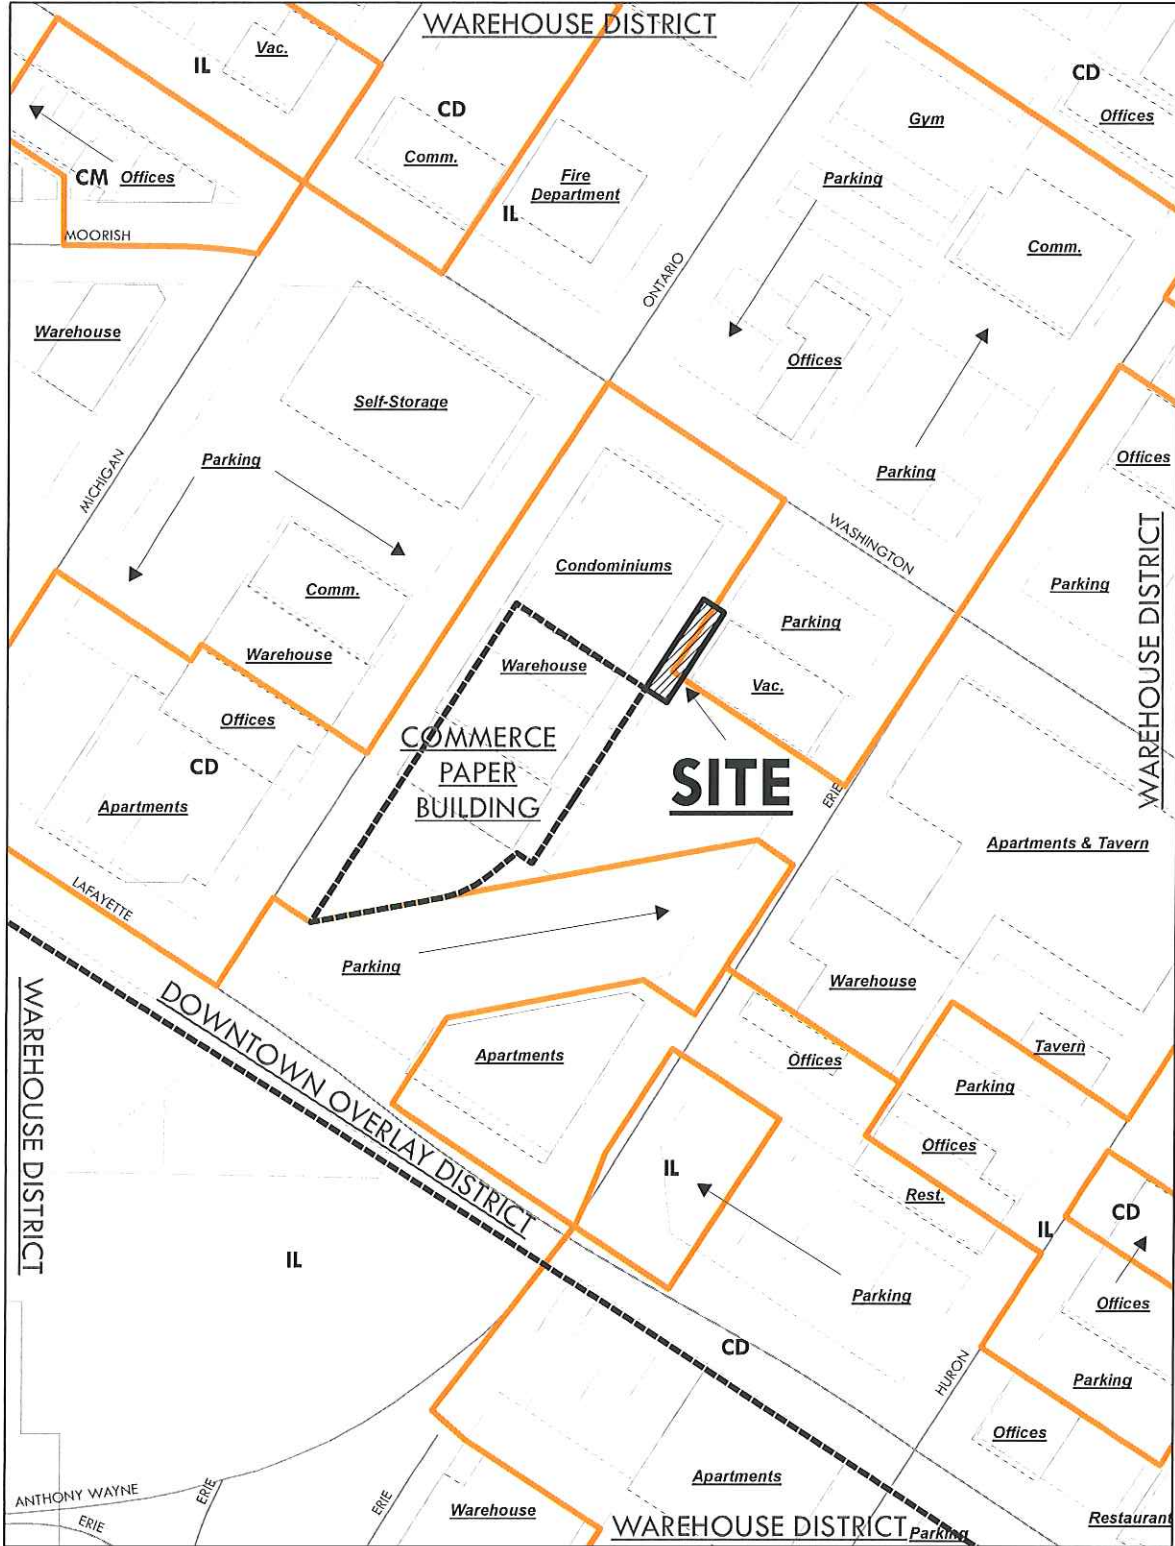 WAREHOUSE DISTRICT
Vac.
IL
CD
CD
Offices
Gym
Comm.
Fire
Department
Parking
CM
Offices
IL
MOORISH
Comm.
ONTARIO
Warehouse
Offices
Self-Storage
Parking
Offices
Parking
MICHIGAN
WASHINGTON
WAREHOUSE DISTRICT
Condominiums
Comm.
Parking
Parking
Warehouse
Warehouse
Vac.
Offices
COMMERCE
PAPER
BUILDING
CD
SITE
ERIE
Apartments
Apartments & Tavern
LAFAYETTE
Parking
Warehouse
WAREHOUSE DISTRICT
DOWNTOWN OVERLAY DISTRICT
Apartments
Offices
Tavern
Parking
Offices
IL
Rest.
CD
IL
IL
Parking
Offices
CD
HURON
Parking
Offices
Apartments
ANTHONY WAYNE
ERIE
ERIE
ERIE
Warehouse
WAREHOUSE DISTRICT
Parking
Restaurant